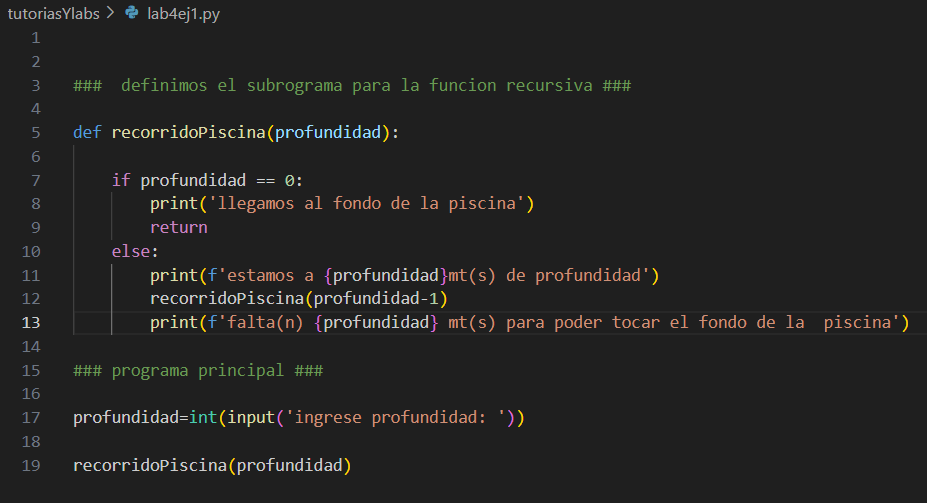 tutoriasYlabs > lab4ej1.py
1
2
3 ###  definimos el subrograma para la funcion recursiva ###
4
5 def recorridoPiscina(profundidad):
6
7     if profundidad == 0:
8         print('llegamos al fondo de la piscina')
9         return
10     else:
11         print(f'estamos a {profundidad}mt(s) de profundidad')
12         recorridoPiscina(profundidad-1)
13         print(f'falta(n) {profundidad} mt(s) para poder tocar el fondo de la  piscina')
14
15 ### programa principal ###
16
17 profundidad=int(input('ingrese profundidad: '))
18
19 recorridoPiscina(profundidad)